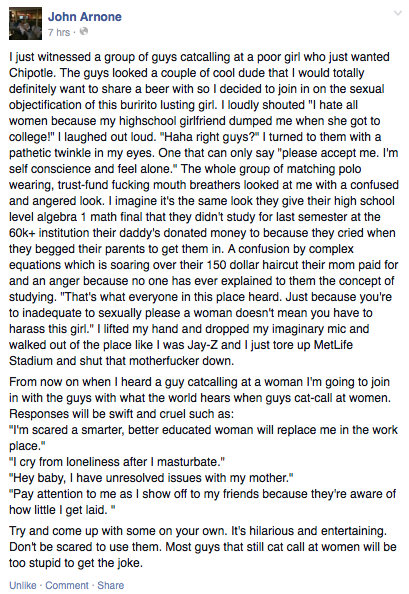 John Arnone
7 hrs ·
I just witnessed a group of guys catcalling at a poor girl who just wanted
Chipotle. The guys looked a couple of cool dude that I would totally
definitely want to share a beer with so I decided to join in on the sexual
objectification of this buririto lusting girl. I loudly shouted "I hate all
women because my highschool girlfriend dumped me when she got to
college!" I laughed out loud. "Haha right guys?" I turned to them with a
pathetic twinkle in my eyes. One that can only say "please accept me. I'm
self conscience and feel alone." The whole group of matching polo
wearing, trust-fund fucking mouth breathers looked at me with a confused
and angered look. I imagine it's the same look they give their high school
level algebra 1 math final that they didn't study for last semester at the
60k+ institution their daddy's donated money to because they cried when
they begged their parents to get them in. A confusion by complex
equations which is soaring over their 150 dollar haircut their mom paid for
and an anger because no one has ever explained to them the concept of
studying. "That's what everyone in this place heard. Just because you're
to inadequate to sexually please a woman doesn't mean you have to
harass this girl." I lifted my hand and dropped my imaginary mic and
walked out of the place like I was Jay-Z and I just tore up MetLife
Stadium and shut that motherfucker down.
From now on when I heard a guy catcalling at a woman I'm going to join
in with the guys with what the world hears when guys cat-call at women.
Responses will be swift and cruel such as:
"I'm scared a smarter, better educated woman will replace me in the work
place."
"I cry from loneliness after I masturbate."
"Hey baby, I have unresolved issues with my mother."
"Pay attention to me as I show off to my friends because they're aware of
how little I get laid. "
Try and come up with some on your own. It's hilarious and entertaining.
Don't be scared to use them. Most guys that still cat call at women will be
too stupid to get the joke.
Unlike · Comment · Share